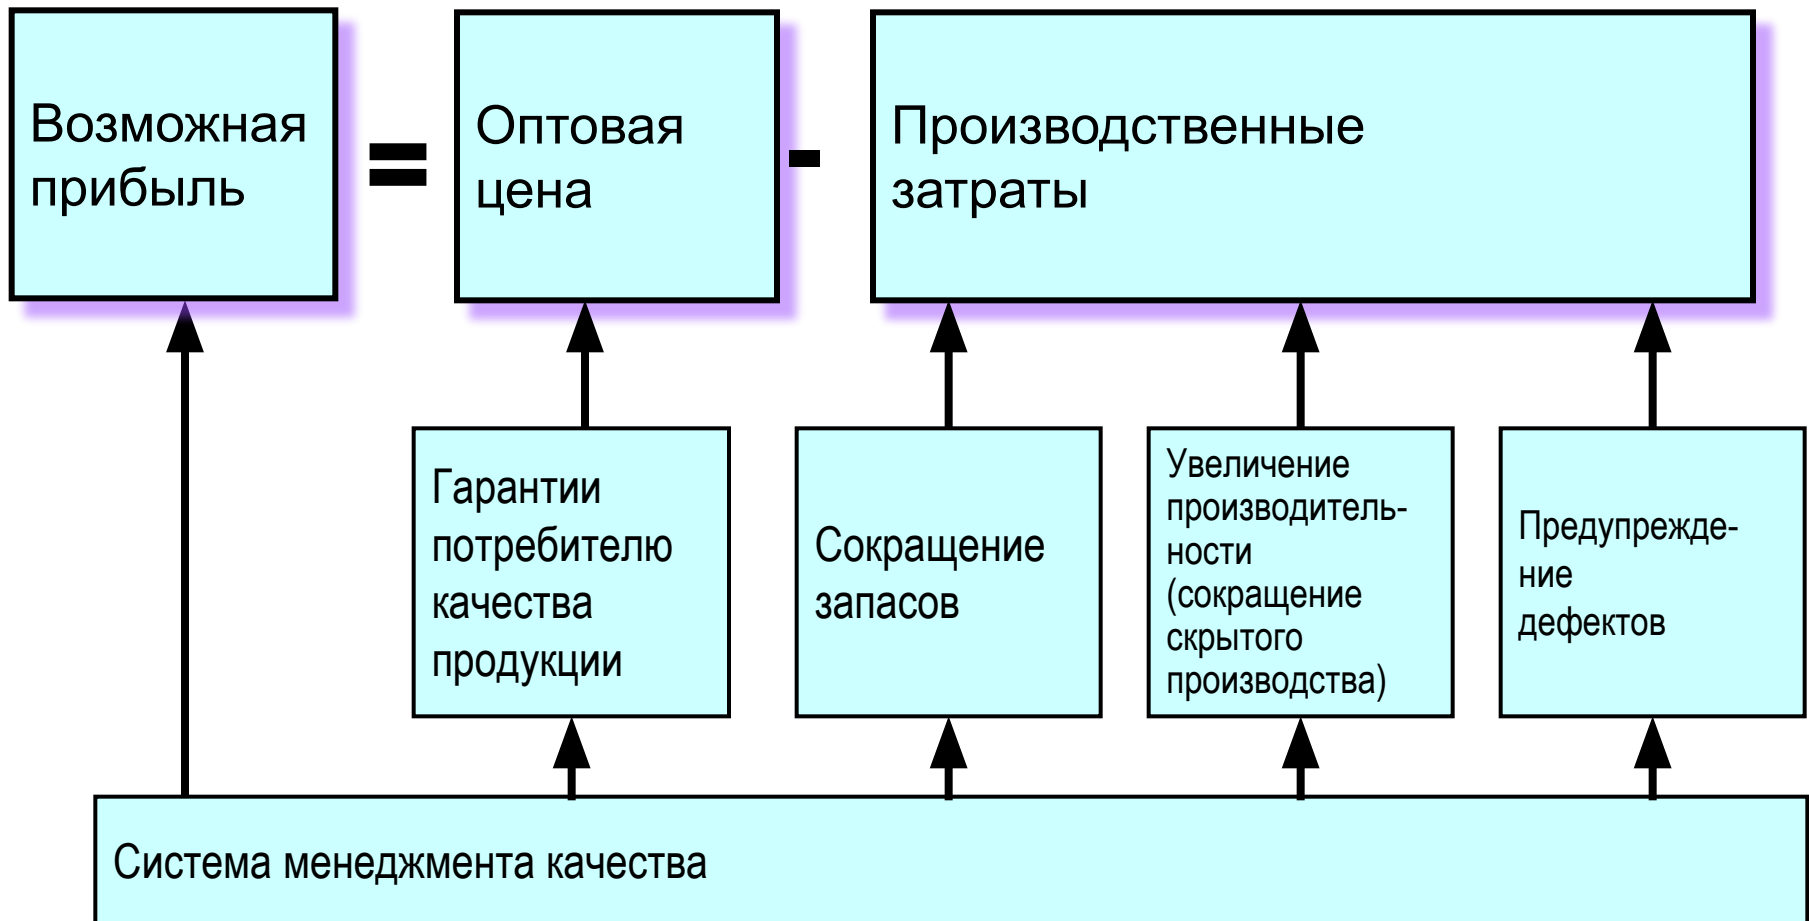 Возможная
прибыль
=
Оптовая
цена
-
Производственные
затраты
Гарантии
потребителю
качества
продукции
Сокращение
запасов
Увеличение
производитель-
ности
(сокращение
скрытого
производства)
Предупрежде-
ние
дефектов
Система менеджмента качества